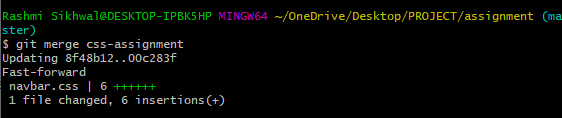 Rashmi Sikhwal@DESKTOP-IPBK5HP MINGW64 ~/OneDrive/Desktop/PROJECT/assignment (ma
ster)
$ git merge css-assignment
Updating 8f48b12..00c283f
Fast-forward
 navbar.css | 6 ++++++
 1 file changed, 6 insertions(+)